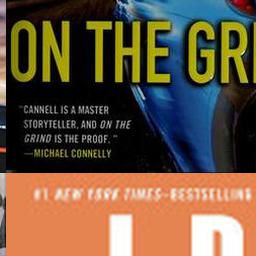 ON THE GRI
"CANNELL IS A MASTER
STORYTELLER, AND ON THE
GRIND IS THE PROOF."
—MICHAEL CONNELLY
#1 NEW YORK TIMES–BESTSELLING